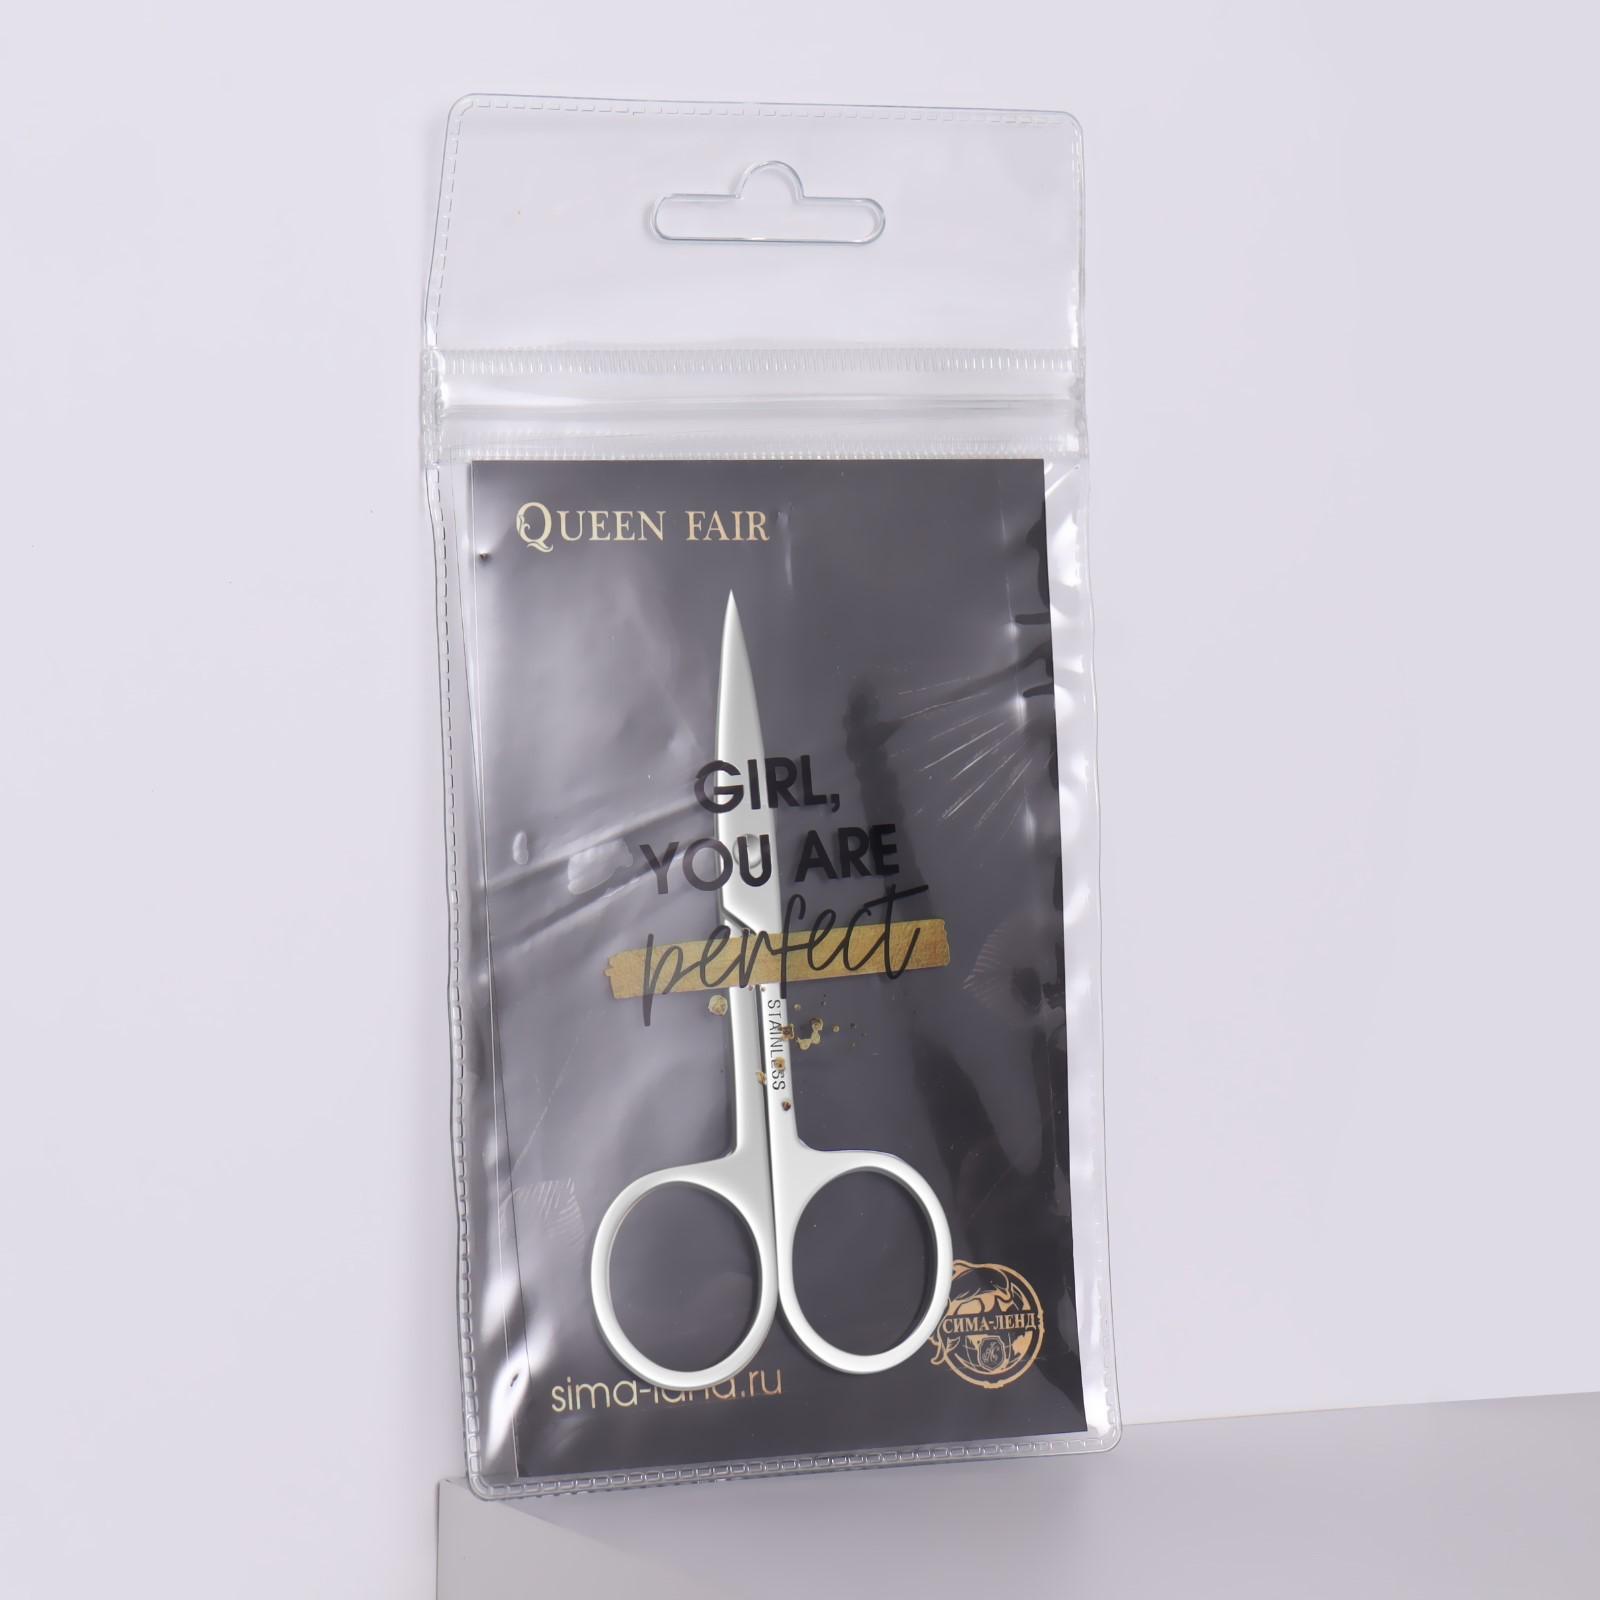 QUEEN FAIR
GIRL,
YOU ARE
perfect
STAINLESS
СИМА-ЛЕНД
sima-land.ru